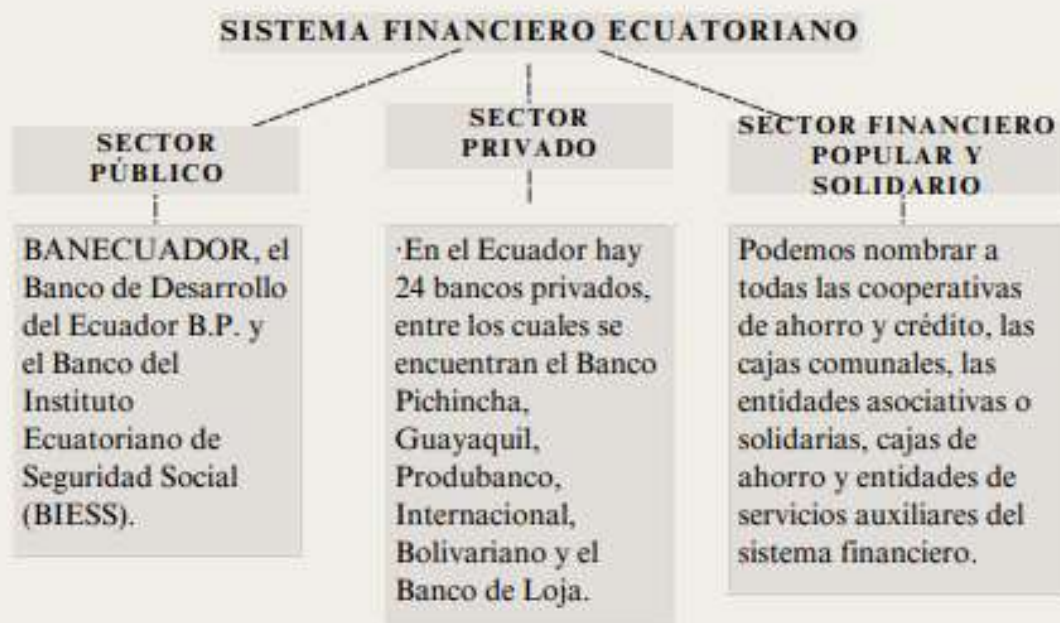 SISTEMA FINANCIERO ECUATORIANO
SECTOR
PÚBLICO
BANECUADOR, el
Banco de Desarrollo
del Ecuador B.P. y
el Banco del
Instituto
Ecuatoriano de
Seguridad Social
(BIESS).
SECTOR
PRIVADO
·En el Ecuador hay
24 bancos privados,
entre los cuales se
encuentran el Banco
Pichincha,
Guayaquil,
Produbanco,
Internacional,
Bolivariano y el
Banco de Loja.
SECTOR FINANCIERO
POPULAR Y
SOLIDARIO
Podemos nombrar a
todas las cooperativas
de ahorro y crédito, las
cajas comunales, las
entidades asociativas o
solidarias, cajas de
ahorro y entidades de
servicios auxiliares del
sistema financiero.